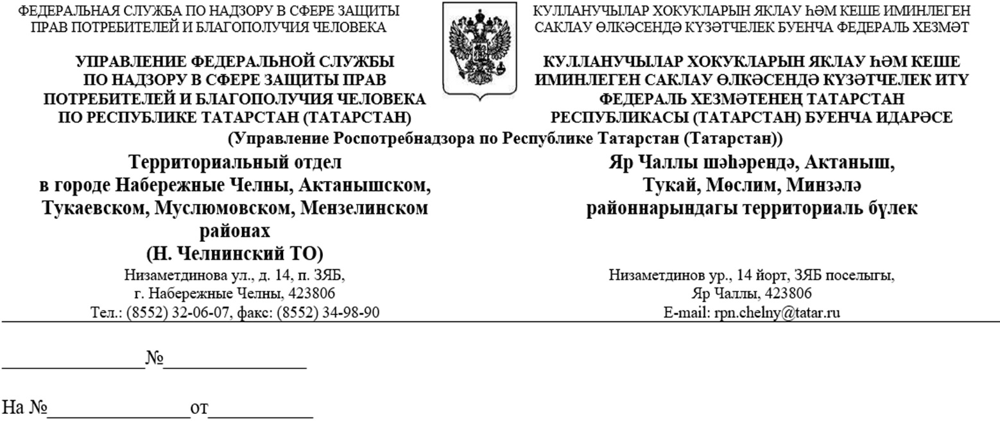 ФЕДЕРАЛЬНАЯ СЛУЖБА ПО НАДЗОРУ В СФЕРЕ ЗАЩИТЫ
ПРАВ ПОТРЕБИТЕЛЕЙ И БЛАГОПОЛУЧИЯ ЧЕЛОВЕКА
УПРАВЛЕНИЕ ФЕДЕРАЛЬНОЙ СЛУЖБЫ
ПО НАДЗОРУ В СФЕРЕ ЗАЩИТЫ ПРАВ
ПОТРЕБИТЕЛЕЙ И БЛАГОПОЛУЧИЯ ЧЕЛОВЕКА
ПО РЕСПУБЛИКЕ ТАТАРСТАН (ТАТАРСТАН)
КУЛЛАНУЧЫЛАР ХОКУКЛАРЫН ЯКЛАУ ҺӘМ КЕШЕ ИМИНЛЕГЕН
САКЛАУ ӨЛКӘСЕНДӘ КҮЗӘТЧЕЛЕК БУЕНЧА ФЕДЕРАЛЬ ХЕЗМӘТ
КУЛЛАНУЧЫЛАР ХОКУКЛАРЫН ЯКЛАУ ҺӘМ КЕШЕ
ИМИНЛЕГЕН САКЛАУ ӨЛКӘСЕНДӘ КҮЗӘТЧЕЛЕК ИТҮ
ФЕДЕРАЛЬ ХЕЗМӘТЕНЕҢ ТАТАРСТАН
РЕСПУБЛИКАСЫ (ТАТАРСТАН) БУЕНЧА ИДАРӘСЕ
(Управление Роспотребнадзора по Республике Татарстан (Татарстан))
Территориальный отдел
в городе Набережные Челны, Актанышском,
Тукаевском, Муслюмовском, Мензелинском
районах
(Н. Челнинский ТО)
Низаметдинова ул., д. 14, п. ЗЯБ,
г. Набережные Челны, 423806
Тел.: (8552) 32-06-07, факс: (8552) 34-98-90
Яр Чаллы шәһәрендә, Актаныш,
Тукай, Мөслим, Минзәлә
районнарындагы территориаль бүлек
Низаметдинов ур., 14 йорт, ЗЯБ поселыгы,
Яр Чаллы, 423806
E-mail: rpn.chelny@tatar.ru
________________№________________
На №________________от____________